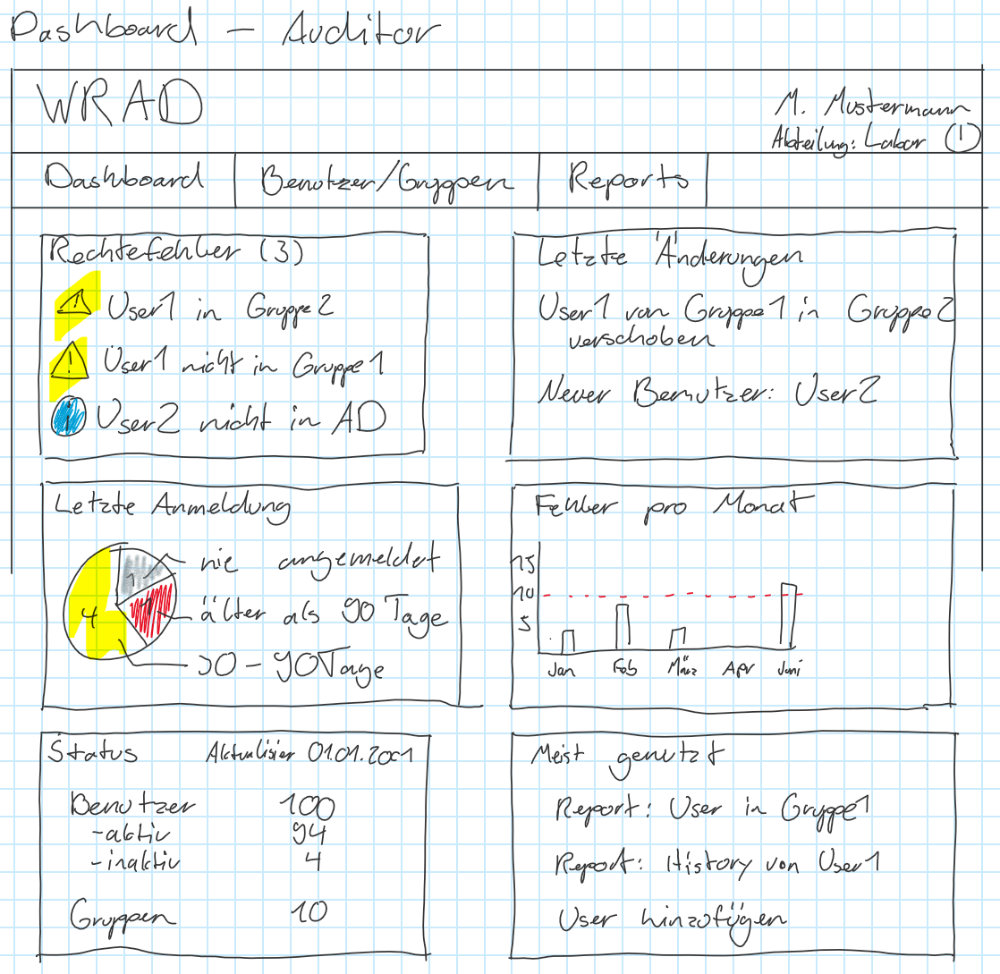 Dashboard – Auditor
WRAD
M. Mustermann
Abteilung: Labor
Dashboard
Benutzer/Gruppen
Reports
Rechtefehler (3)
! User1 in Gruppe2
! User1 nicht in Gruppe1
i User2 nicht in AD
Letzte Änderungen
User1 von Gruppe1 in Gruppe2
verschoben
Neuer Benutzer: User2
Letzte Anmeldung
1
nie angemeldet
1
älter als 90 Tage
4
30 – 90 Tage
Fehler pro Monat
15
10
5
Jan Feb März Apr Juni
Status Aktualisier 01.01.2001
Benutzer 100
-aktiv 94
-inaktiv 4
Gruppen 10
Meist genutzt
Report: User in Gruppe1
Report: History von User1
User hinzufügen